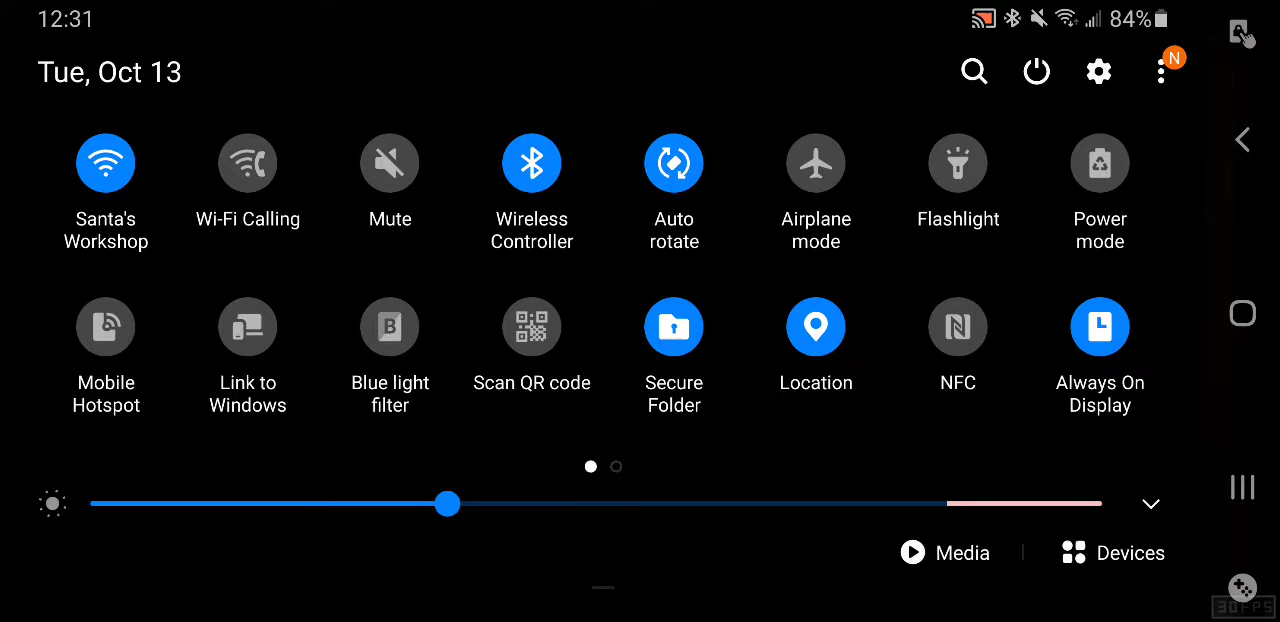 12:31
84%
Tue, Oct 13
N
Santa's Workshop
Wi-Fi Calling
Mute
Wireless Controller
Auto rotate
Airplane mode
Flashlight
Power mode
B
Mobile Hotspot
Link to Windows
Blue light filter
Scan QR code
Secure Folder
Location
NFC
Always On Display
Media
Devices
30FPS